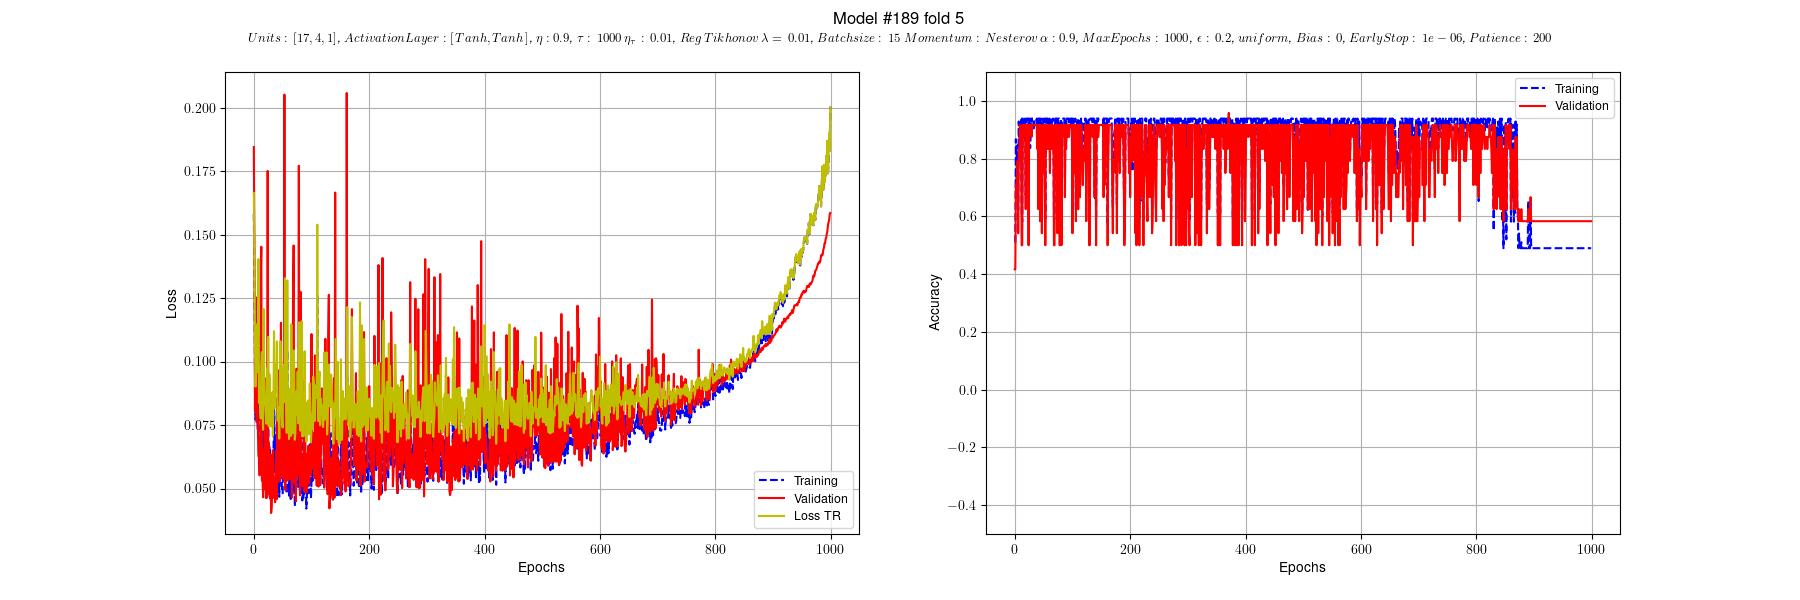 Model #189 fold 5
Units : [17, 4, 1], ActivationLayer : [Tanh, Tanh], η : 0.9, τ : 1000 ητ : 0.01, Reg Tikhonov λ = 0.01, Batchsize : 15 Momentum : Nesterov α : 0.9, MaxEpochs : 1000, ϵ : 0.2, uniform, Bias : 0, EarlyStop : 1e − 06, Patience : 200
Loss
0.200
0.175
0.150
0.125
0.100
0.075
0.050
Training
Validation
Loss TR
0 200 400 600 800 1000
Epochs
Accuracy
1.0
0.8
0.6
0.4
0.2
0.0
−0.2
−0.4
Training
Validation
0 200 400 600 800 1000
Epochs